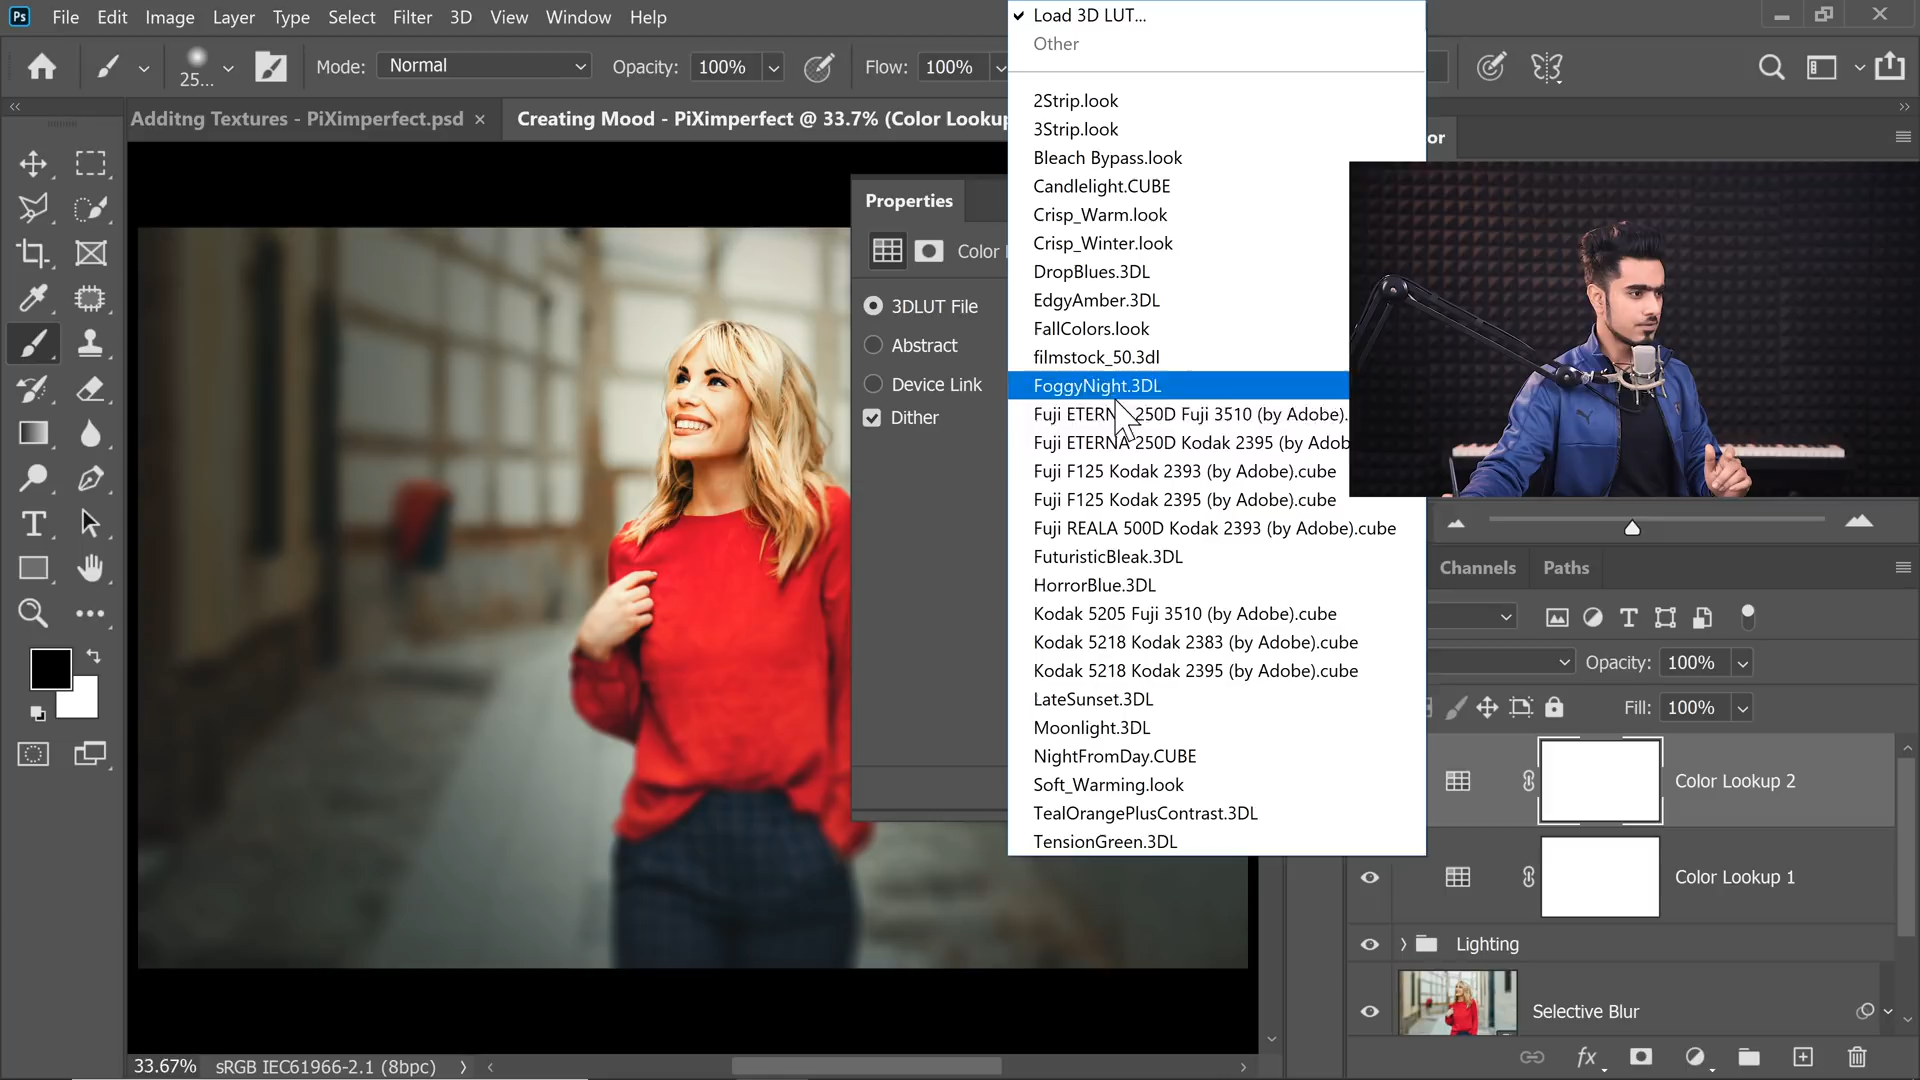 Ps File Edit Image Layer Type Select Filter 3D View Window Help
25... Mode: Normal Opacity: 100% Flow: 100%
Additng Textures - PiXimperfect.psd × Creating Mood - PiXimperfect @ 33.7% (Color Looku
Properties
Color
3DLUT File
Abstract
Device Link
Dither
Load 3D LUT...
Other
2Strip.look
3Strip.look
Bleach Bypass.look
Candlelight.CUBE
Crisp_Warm.look
Crisp_Winter.look
DropBlues.3DL
EdgyAmber.3DL
FallColors.look
filmstock_50.3dl
FoggyNight.3DL
Fuji ETERNA 250D Fuji 3510 (by Adobe).
Fuji ETERNA 250D Kodak 2395 (by Adob
Fuji F125 Kodak 2393 (by Adobe).cube
Fuji F125 Kodak 2395 (by Adobe).cube
Fuji REALA 500D Kodak 2393 (by Adobe).cube
FuturisticBleak.3DL
HorrorBlue.3DL
Kodak 5205 Fuji 3510 (by Adobe).cube
Kodak 5218 Kodak 2383 (by Adobe).cube
Kodak 5218 Kodak 2395 (by Adobe).cube
LateSunset.3DL
Moonlight.3DL
NightFromDay.CUBE
Soft_Warming.look
TealOrangePlusContrast.3DL
TensionGreen.3DL
or
Channels Paths
Opacity: 100%
Fill: 100%
Color Lookup 2
Color Lookup 1
Lighting
Selective Blur
fx
33.67% sRGB IEC61966-2.1 (8bpc)